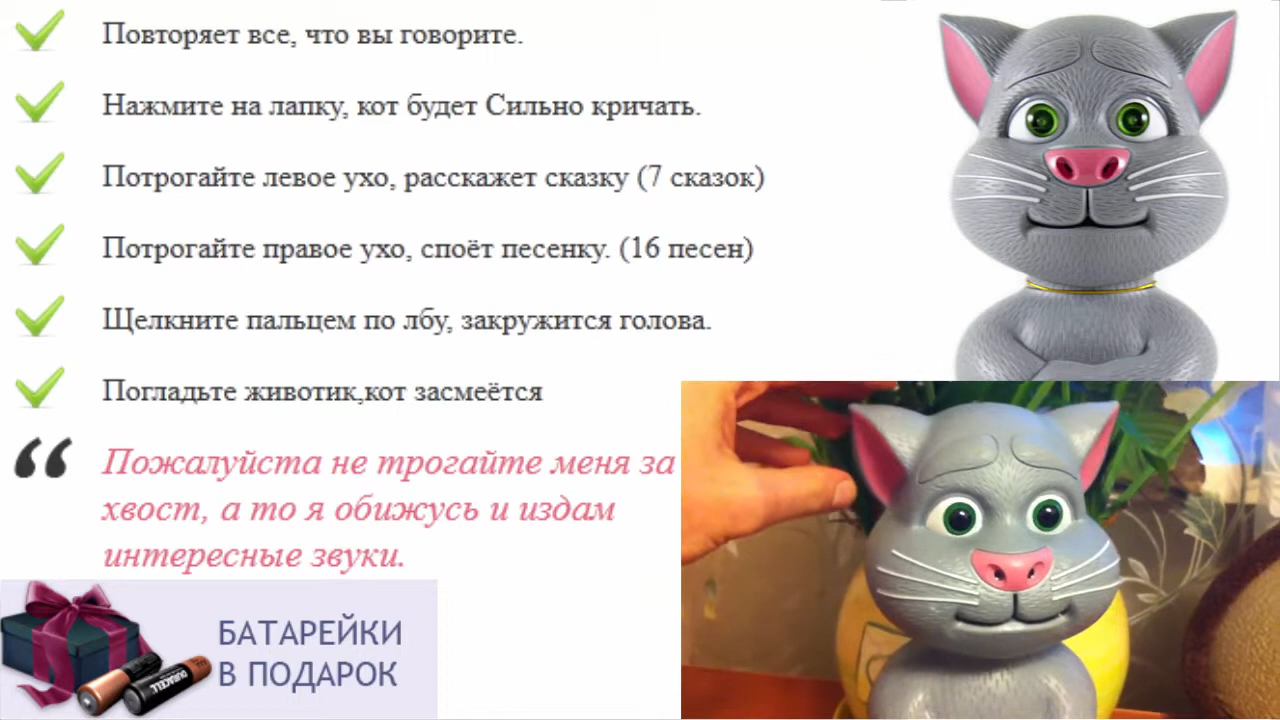 Повторяет все, что вы говорите.
Нажмите на лапку, кот будет Сильно кричать.
Потрогайте левое ухо, расскажет сказку (7 сказок)
Потрогайте правое ухо, споёт песенку. (16 песен)
Щелкните пальцем по лбу, закружится голова.
Погладьте животик,кот засмеётся
“ Пожалуйста не трогайте меня за
хвост, а то я обижусь и издам
интересные звуки.
БАТАРЕЙКИ
В ПОДАРОК
DURACELL